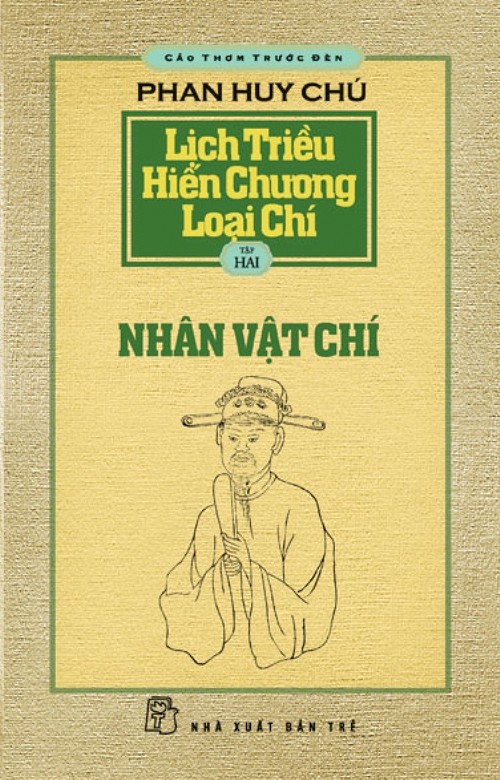 CẢO THƠM TRƯỚC ĐÈN
PHAN HUY CHÚ
Lịch Triều
Hiến Chương
Loại Chí
TẬP
HAI
NHÂN VẬT CHÍ
T
NHÀ XUẤT BẢN TRẺ